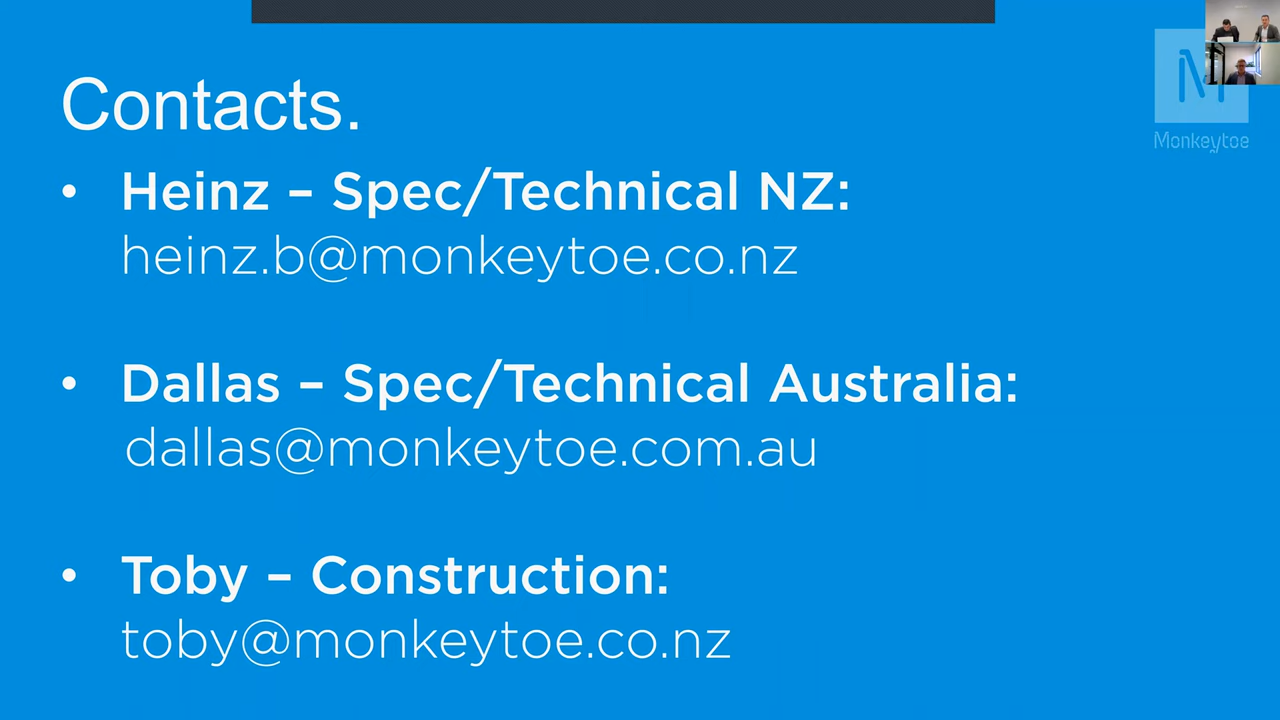 Contacts.
• Heinz – Spec/Technical NZ:
heinz.b@monkeytoe.co.nz
• Dallas – Spec/Technical Australia:
dallas@monkeytoe.com.au
• Toby – Construction:
toby@monkeytoe.co.nz
M
Monkeytoe